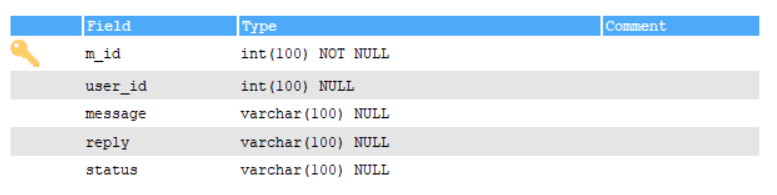 Field Type Comment
m_id int(100) NOT NULL
user_id int(100) NULL
message varchar(100) NULL
reply varchar(100) NULL
status varchar(100) NULL